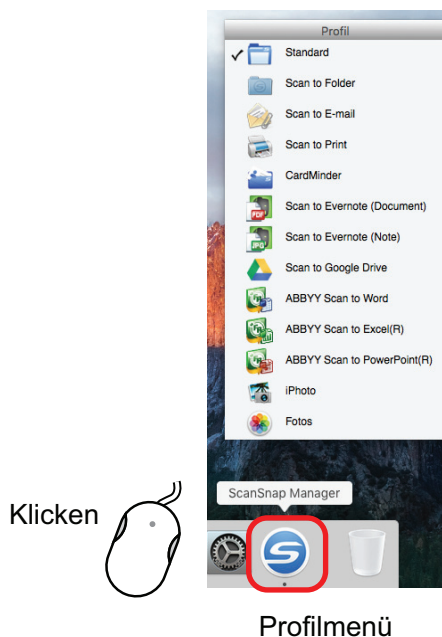 Profil
Standard
Scan to Folder
Scan to E-mail
Scan to Print
CardMinder
Scan to Evernote (Document)
Scan to Evernote (Note)
Scan to Google Drive
ABBYY Scan to Word
ABBYY Scan to Excel(R)
ABBYY Scan to PowerPoint(R)
iPhoto
Fotos
ScanSnap Manager
Klicken
S
Profilmenü